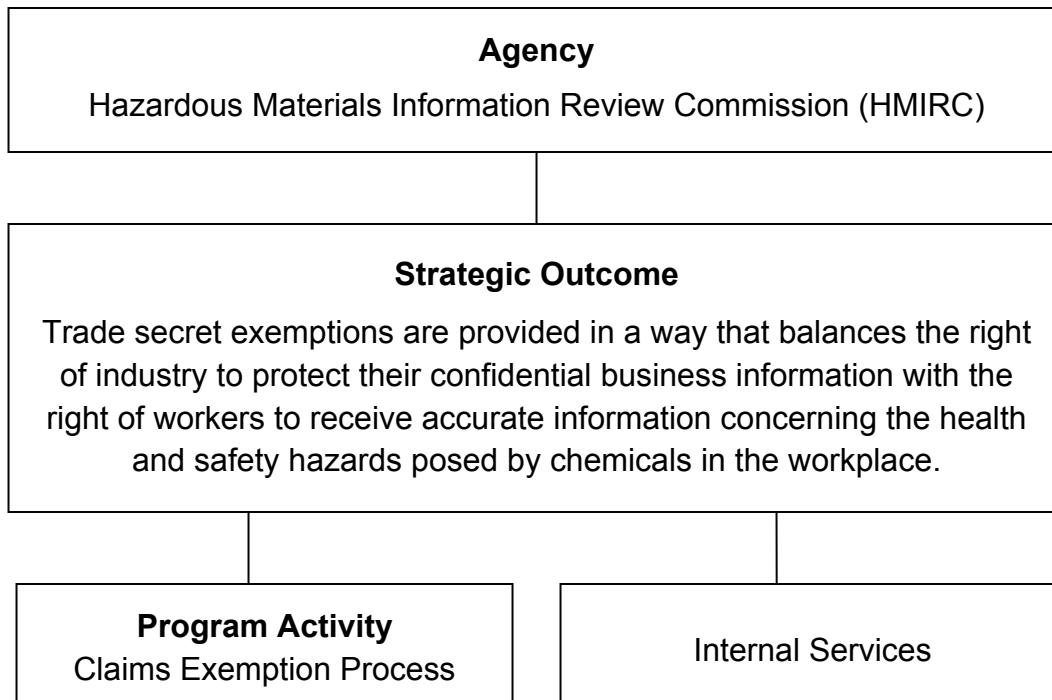 Agency
Hazardous Materials Information Review Commission (HMIRC)
Strategic Outcome
Trade secret exemptions are provided in a way that balances the right
of industry to protect their confidential business information with the
right of workers to receive accurate information concerning the health
and safety hazards posed by chemicals in the workplace.
Program Activity
Claims Exemption Process
Internal Services